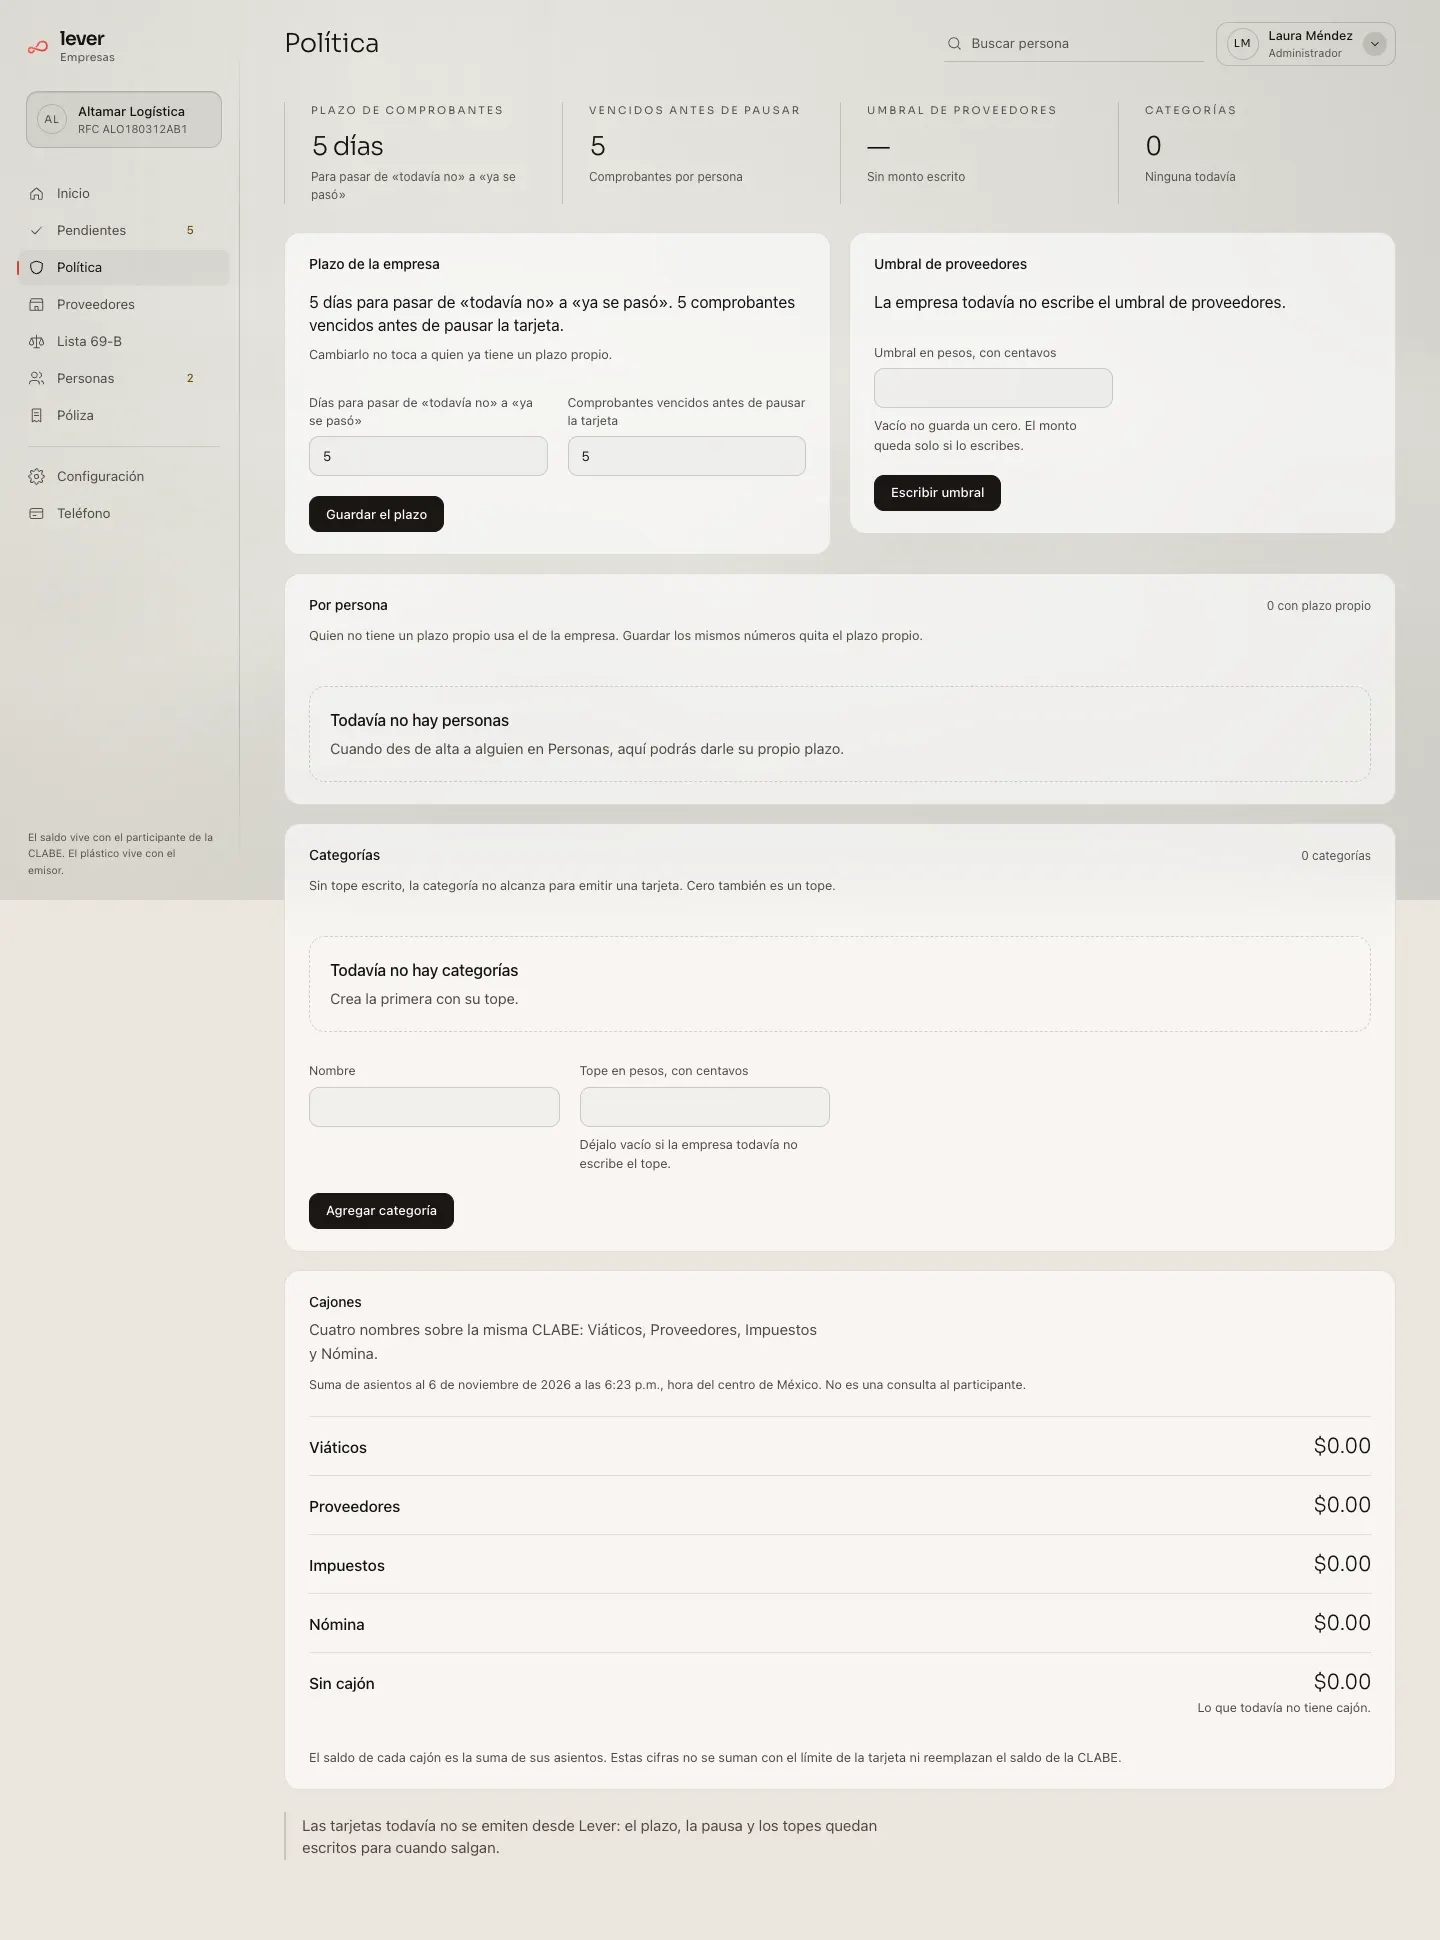 lever
Empresas
AL
Altamar Logística
RFC ALO180312AB1
Inicio
Pendientes 5
Política
Proveedores
Lista 69-B
Personas 2
Póliza
Configuración
Teléfono
El saldo vive con el participante de la
CLABE. El plástico vive con el
emisor.
Política
Buscar persona
LM
Laura Méndez
Administrador
PLAZO DE COMPROBANTES
5 días
Para pasar de «todavía no» a «ya se
pasó»
VENCIDOS ANTES DE PAUSAR
5
Comprobantes por persona
UMBRAL DE PROVEEDORES
—
Sin monto escrito
CATEGORÍAS
0
Ninguna todavía
Plazo de la empresa
5 días para pasar de «todavía no» a «ya se pasó». 5 comprobantes
vencidos antes de pausar la tarjeta.
Cambiarlo no toca a quien ya tiene un plazo propio.
Días para pasar de «todavía no» a «ya
se pasó»
5
Comprobantes vencidos antes de pausar
la tarjeta
5
Guardar el plazo
Umbral de proveedores
La empresa todavía no escribe el umbral de proveedores.
Umbral en pesos, con centavos
Vacío no guarda un cero. El monto
queda solo si lo escribes.
Escribir umbral
Por persona
0 con plazo propio
Quien no tiene un plazo propio usa el de la empresa. Guardar los mismos números quita el plazo propio.
Todavía no hay personas
Cuando des de alta a alguien en Personas, aquí podrás darle su propio plazo.
Categorías
0 categorías
Sin tope escrito, la categoría no alcanza para emitir una tarjeta. Cero también es un tope.
Todavía no hay categorías
Crea la primera con su tope.
Nombre
Tope en pesos, con centavos
Déjalo vacío si la empresa todavía no
escribe el tope.
Agregar categoría
Cajones
Cuatro nombres sobre la misma CLABE: Viáticos, Proveedores, Impuestos
y Nómina.
Suma de asientos al 6 de noviembre de 2026 a las 6:23 p.m., hora del centro de México. No es una consulta al participante.
Viáticos $0.00
Proveedores $0.00
Impuestos $0.00
Nómina $0.00
Sin cajón $0.00
Lo que todavía no tiene cajón.
El saldo de cada cajón es la suma de sus asientos. Estas cifras no se suman con el límite de la tarjeta ni reemplazan el saldo de la CLABE.
Las tarjetas todavía no se emiten desde Lever: el plazo, la pausa y los topes quedan
escritos para cuando salgan.